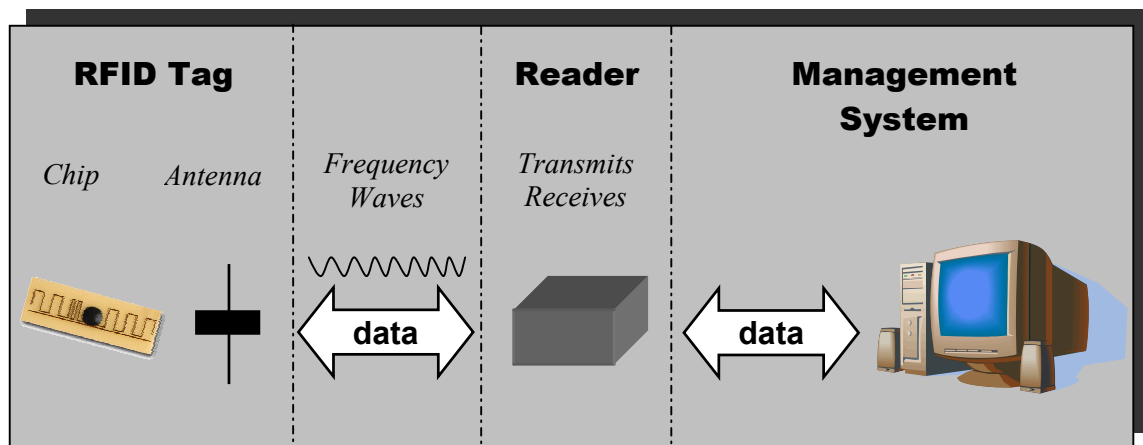 RFID Tag
Reader
Management
System
Chip
Antenna
Frequency
Waves
Transmits
Receives
data
data